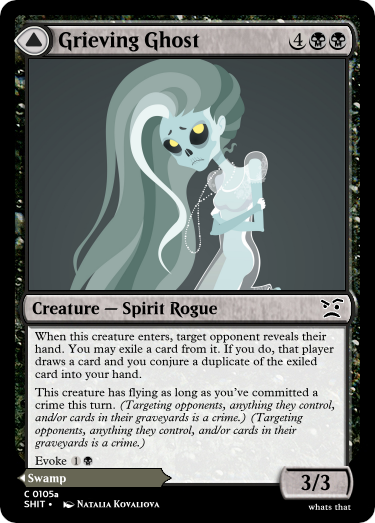 Grieving Ghost 4
Creature — Spirit Rogue
When this creature enters, target opponent reveals
their hand. You may exile a card from it. If you do, that player
draws a card and you conjure a duplicate of the exiled
card into your hand.
This creature has flying as long as you've committed a
crime this turn. (Targeting opponents, anything they control,
and/or cards in their graveyards is a crime.) (Targeting
opponents, anything they control, and/or cards in their
graveyards is a crime.)
Evoke 1
Swamp
3/3
C 0105a
SHIT • Natalia Kovaliova
whats that